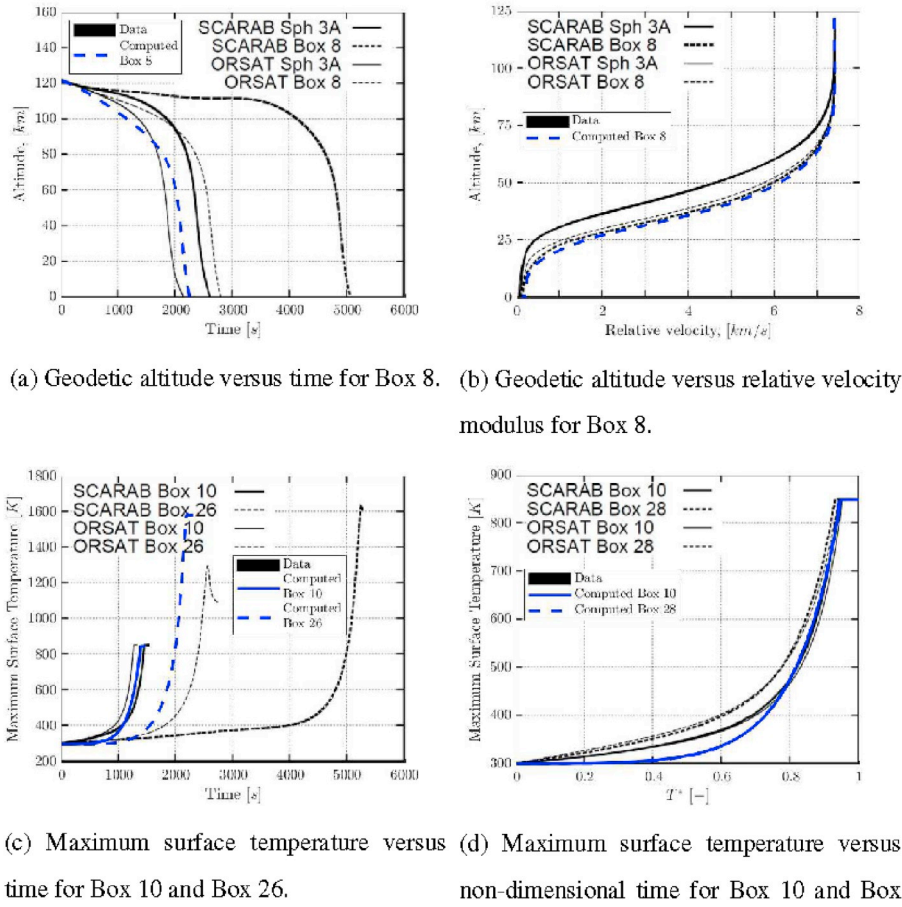 160
140
120
100
80
60
40
20
0
Altitude, [km]
Data
Computed
Box 8
SCARAB Sph 3A
SCARAB Box 8
ORSAT Sph 3A
ORSAT Box 8
0 1000 2000 3000 4000 5000 6000
Time [s]
125
100
75
50
25
0
Altitude, [km]
SCARAB Sph 3A
SCARAB Box 8
ORSAT Sph 3A
ORSAT Box 8
Data
Computed Box 8
0 2 4 6 8
Relative velocity, [km/s]
(a) Geodetic altitude versus time for Box 8.
(b) Geodetic altitude versus relative velocity
modulus for Box 8.
1800
1600
1400
1200
1000
800
600
400
200
Maximum Surface Temperature [K]
SCARAB Box 10
SCARAB Box 26
ORSAT Box 10
ORSAT Box 26
Data
Computed
Box 10
Computed
Box 26
0 1000 2000 3000 4000 5000 6000
Time [s]
900
800
700
600
500
400
300
Maximum Surface Temperature [K]
SCARAB Box 10
SCARAB Box 28
ORSAT Box 10
ORSAT Box 28
Data
Computed Box 10
Computed Box 28
0 0.2 0.4 0.6 0.8 1
T* [−]
(c) Maximum surface temperature versus
time for Box 10 and Box 26.
(d) Maximum surface temperature versus
non-dimensional time for Box 10 and Box